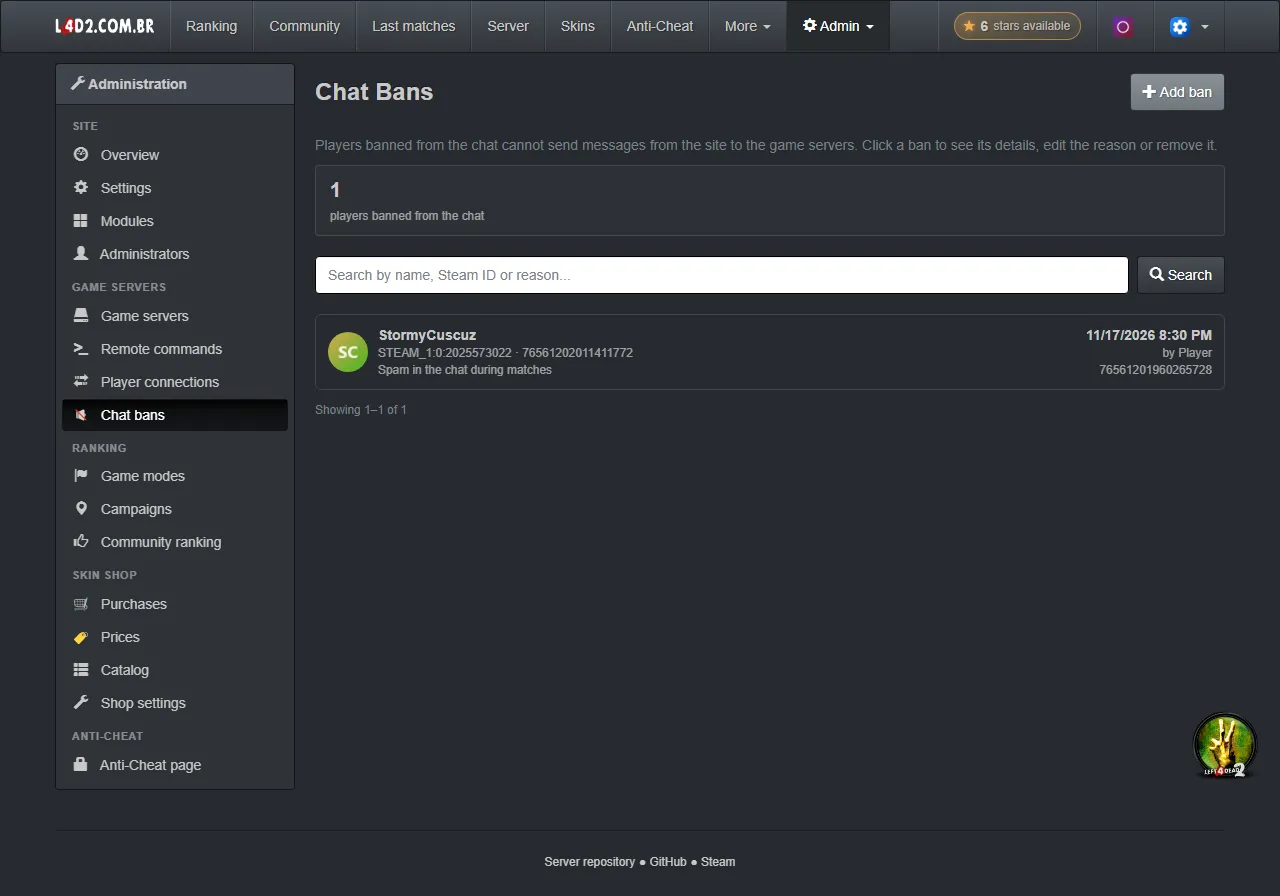 L4D2.COM.BR
Ranking
Community
Last matches
Server
Skins
Anti-Cheat
More
Admin
6 stars available
Administration
SITE
Overview
Settings
Modules
Administrators
GAME SERVERS
Game servers
Remote commands
Player connections
Chat bans
RANKING
Game modes
Campaigns
Community ranking
SKIN SHOP
Purchases
Prices
Catalog
Shop settings
ANTI-CHEAT
Anti-Cheat page
Chat Bans
Add ban
Players banned from the chat cannot send messages from the site to the game servers. Click a ban to see its details, edit the reason or remove it.
1
players banned from the chat
Search by name, Steam ID or reason...
Search
SC
StormyCuscuz
STEAM_1:0:2025573022 · 76561202011411772
Spam in the chat during matches
11/17/2026 8:30 PM
by Player
76561201960265728
Showing 1–1 of 1
LEFT 4 DEAD 2
Server repository ● GitHub ● Steam